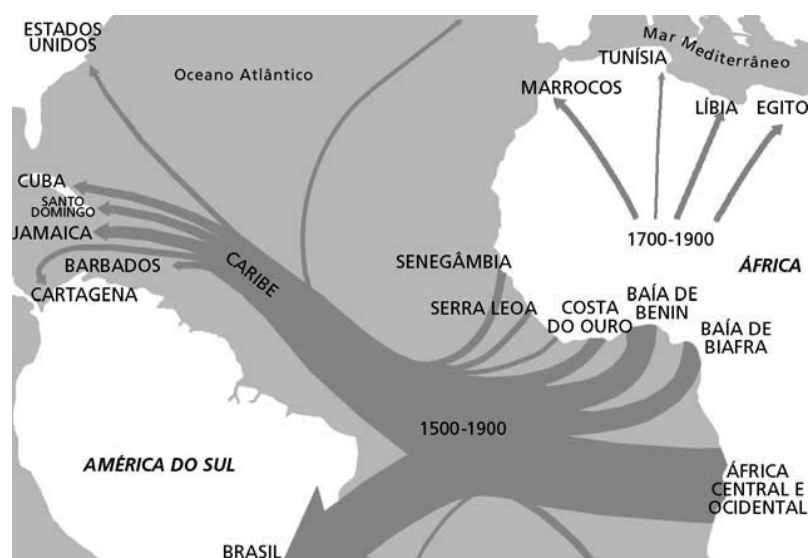 ESTADOS
UNIDOS
Oceano Atlântico
Mar Mediterrâneo
TUNÍSIA
MARROCOS
LÍBIA
EGITO
CUBA
SANTO
DOMINGO
JAMAICA
BARBADOS
CARTAGENA
CARIBE
1700-1900
ÁFRICA
SENEGÂMBIA
SERRA LEOA
COSTA
DO OURO
BAÍA DE
BENIN
BAÍA DE
BIAFRA
1500-1900
AMÉRICA DO SUL
ÁFRICA
CENTRAL E
OCIDENTAL
BRASIL